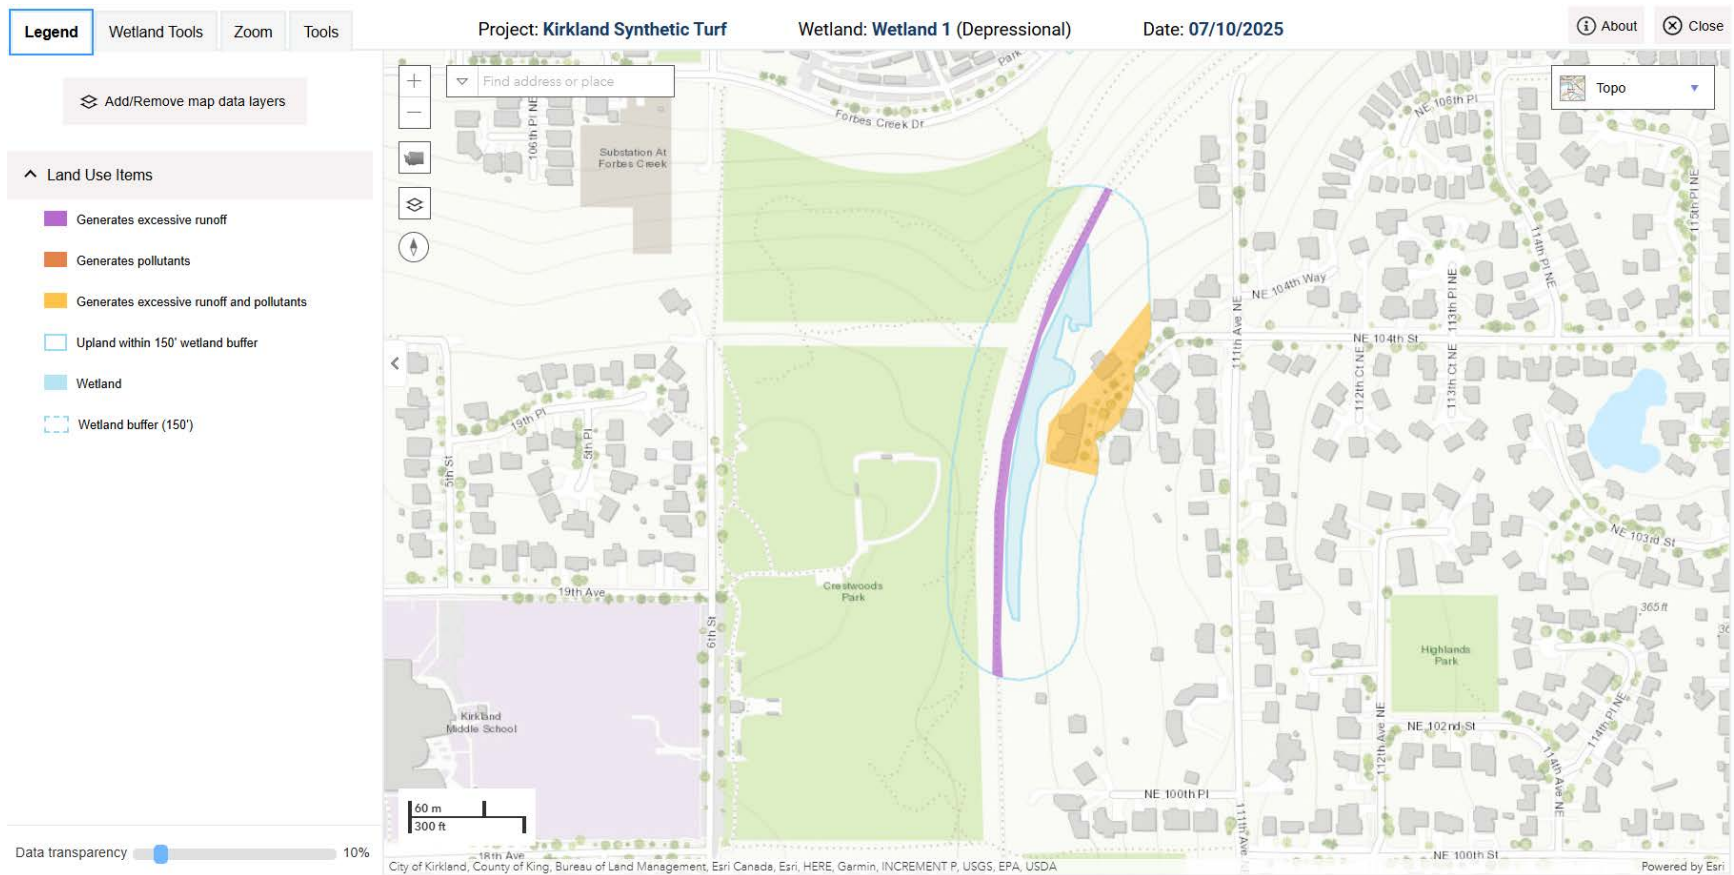 Legend
Wetland Tools
Zoom
Tools
Project: Kirkland Synthetic Turf
Wetland: Wetland 1 (Depressional)
Date: 07/10/2025
About
Close
Add/Remove map data layers
Land Use Items
Generates excessive runoff
Generates pollutants
Generates excessive runoff and pollutants
Upland within 150' wetland buffer
Wetland
Wetland buffer (150')
Data transparency
10%
+
Find address or place
−
Topo
Park
Forbes Creek Dr
106th Pl NE
Substation At
Forbes Creek
NE 106th Pl
115th Pl NE
114th Pl NE
NE 104th Way
113th Pl NE
111th Ave NE
NE 104th St
112th Ct NE
113th Ct NE
19th Pl
5th Pl
5th St
NE 103rd St
Crestwoods
Park
19th Ave
6th St
365 ft
Highlands
Park
Kirkland
Middle School
NE 102nd St
114th Pl NE
112th Ave NE
114th Ave NE
NE 100th Pl
111th Ave
60 m
300 ft
18th Ave
NE 100th St
City of Kirkland, County of King, Bureau of Land Management, Esri Canada, Esri, HERE, Garmin, INCREMENT P, USGS, EPA, USDA
Powered by Esri